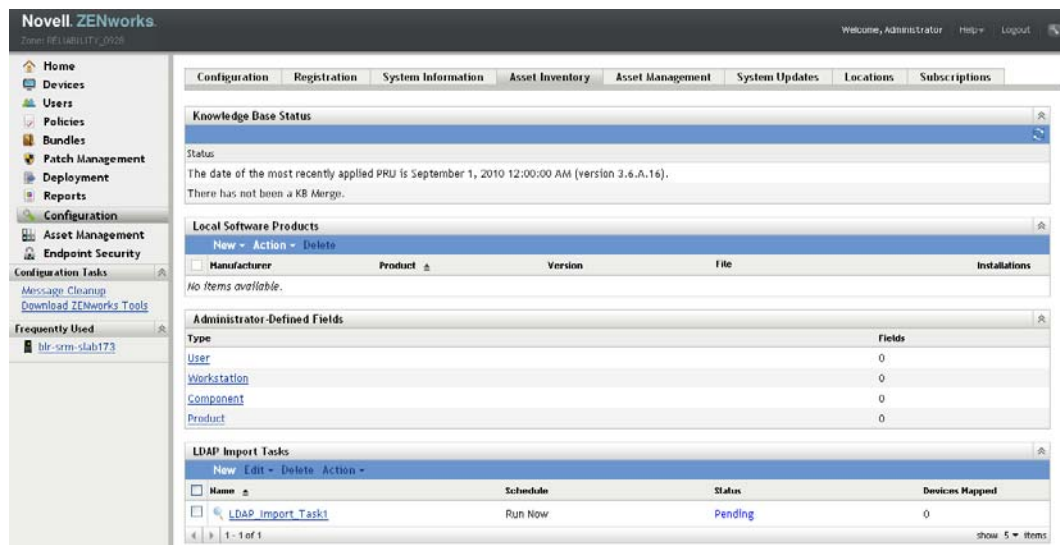 Novell ZENworks.
Zone: RELIABILITY_0928
Welcome, Administrator Help Logout
Home
Devices
Users
Policies
Bundles
Patch Management
Deployment
Reports
Configuration
Asset Management
Endpoint Security
Configuration Tasks
Message Cleanup
Download ZENworks Tools
Frequently Used
blr-srm-slab173
Configuration Registration System Information Asset Inventory Asset Management System Updates Locations Subscriptions
Knowledge Base Status
Status
The date of the most recently applied PRU is September 1, 2010 12:00:00 AM (version 3.6.A.16).
There has not been a KB Merge.
Local Software Products
New Action Delete
Manufacturer Product Version File Installations
No items available.
Administrator-Defined Fields
Type Fields
User 0
Workstation 0
Component 0
Product 0
LDAP Import Tasks
New Edit Delete Action
Name Schedule Status Devices Mapped
LDAP_Import_Task1 Run Now Pending 0
1 - 1 of 1 show 5 items